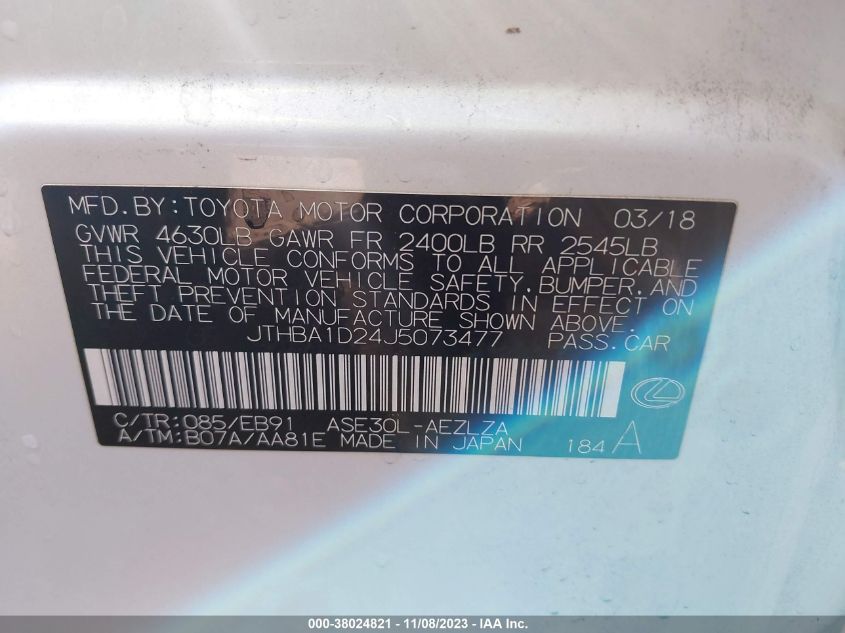 MFD.BY:TOYOTA MOTOR CORPORATION 03/18
GVWR 4630LB GAWR FR 2400LB RR 2545LB
THIS VEHICLE CONFORMS TO ALL APPLICABLE
FEDERAL MOTOR VEHICLE SAFETY,BUMPER,AND
THEFT PREVENTION STANDARDS IN EFFECT ON
THE DATE OF MANUFACTURE SHOWN ABOVE.
JTHBA1D24J5073477 PASS.CAR
C/TR:085/EB91 ASE30L-AEZLZA
A/TM:B07A/AA81E MADE IN JAPAN 184 A
000-38024821 - 11/08/2023 - IAA Inc.